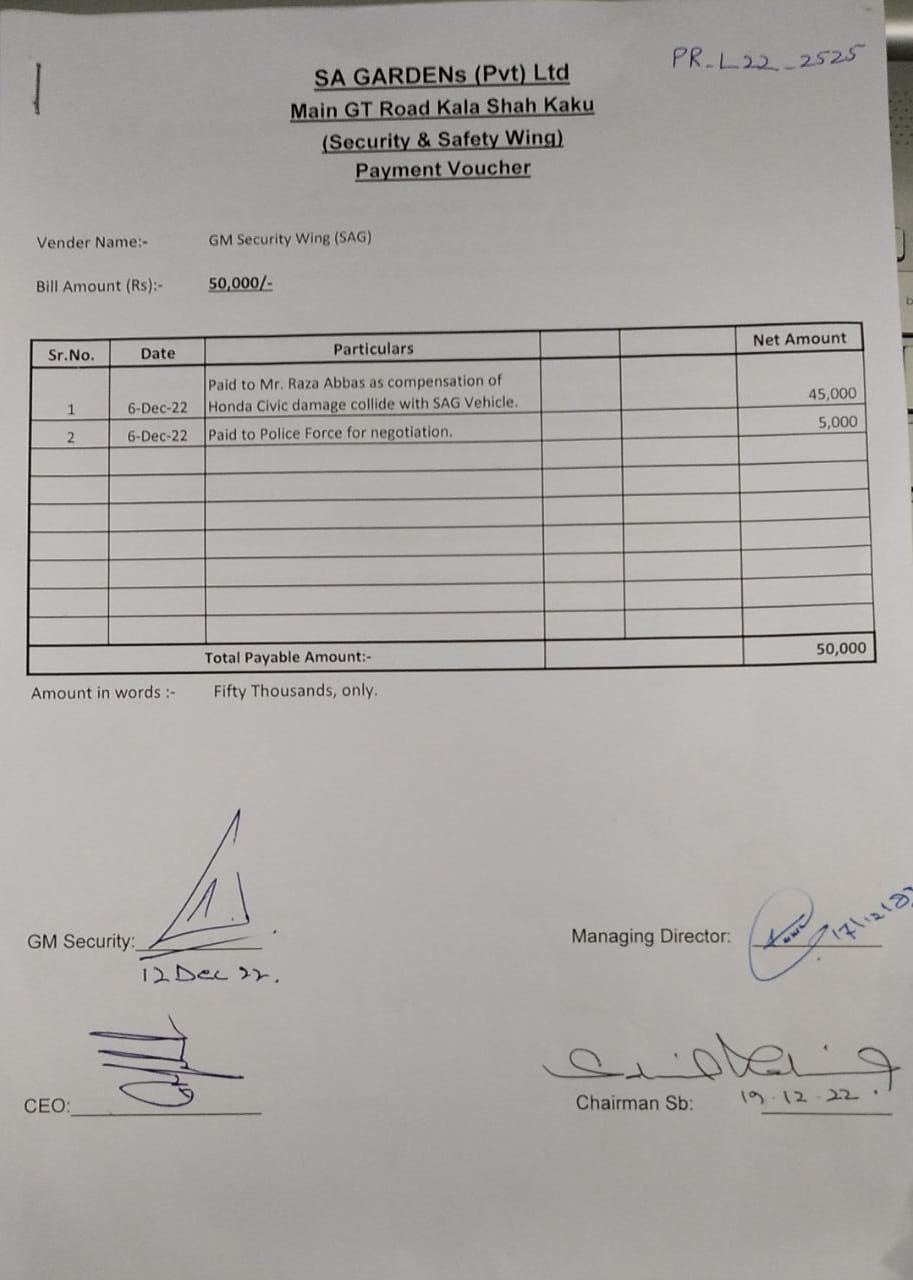 PR-L22-2525
SA GARDENs (Pvt) Ltd
Main GT Road Kala Shah Kaku
(Security & Safety Wing)
Payment Voucher
Vender Name:- GM Security Wing (SAG)
Bill Amount (Rs):- 50,000/-
Sr.No. Date Particulars Net Amount
Paid to Mr. Raza Abbas as compensation of
1 6-Dec-22 Honda Civic damage collide with SAG Vehicle. 45,000
2 6-Dec-22 Paid to Police Force for negotiation. 5,000
Total Payable Amount:- 50,000
Amount in words :- Fifty Thousands, only.
GM Security:
12 Dec 22.
Managing Director:
CEO:
Chairman Sb: 19.12.22